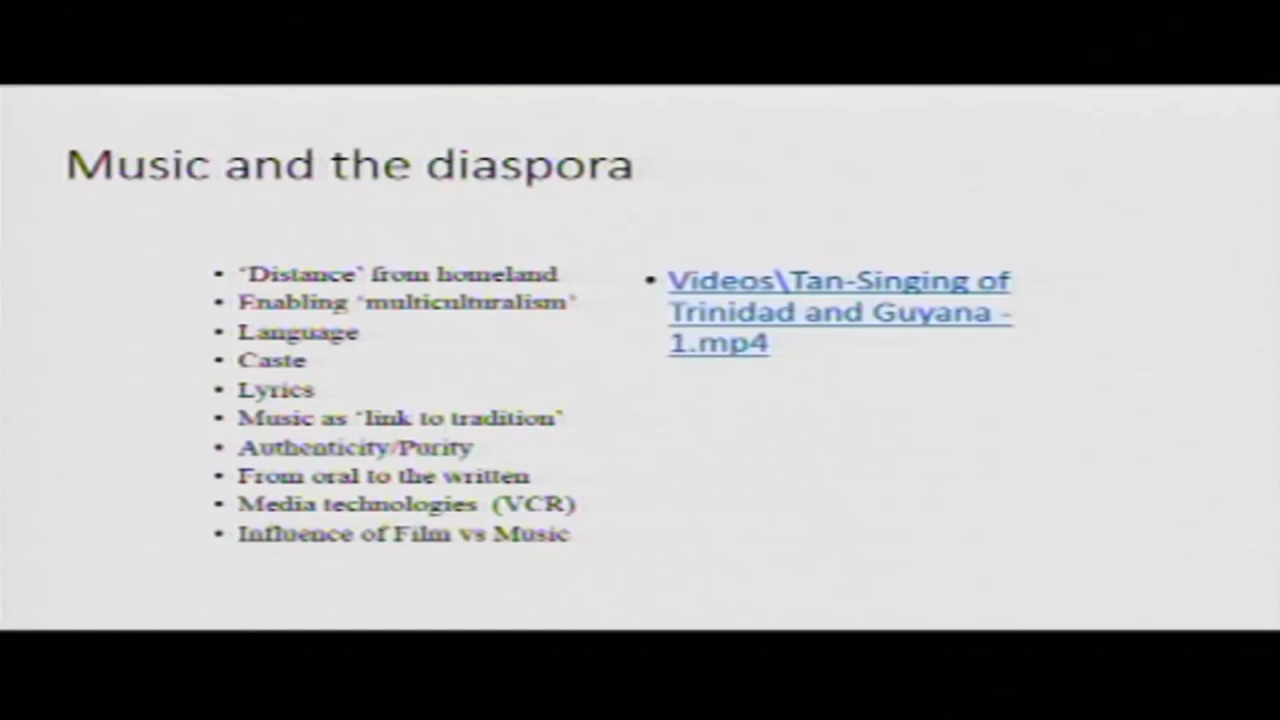 Music and the diaspora
• ‘Distance’ from homeland
• Enabling ‘multiculturalism’
• Language
• Caste
• Lyrics
• Music as ‘link to tradition’
• Authenticity/Purity
• From oral to the written
• Media technologies (VCR)
• Influence of Film vs Music
• Videos\Tan-Singing of
Trinidad and Guyana -
1.mp4